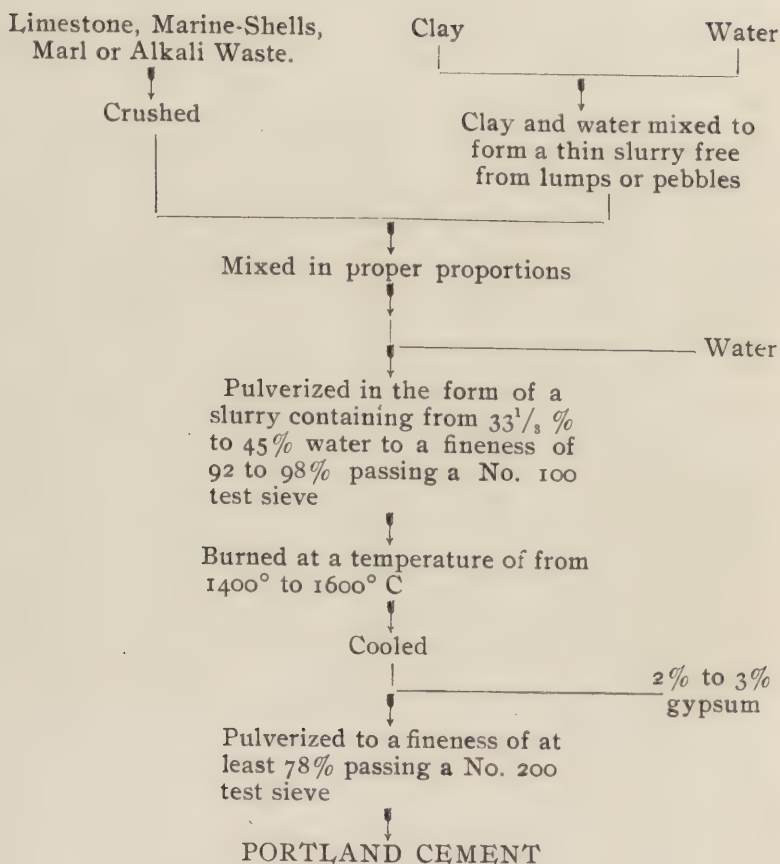 Limestone, Marine-Shells,
Marl or Alkali Waste.
Clay
Water
Crushed
Clay and water mixed to
form a thin slurry free
from lumps or pebbles
Mixed in proper proportions
Water
Pulverized in the form of a
slurry containing from 33¹/₃ %
to 45% water to a fineness of
92 to 98% passing a No. 100
test sieve
Burned at a temperature of from
1400° to 1600° C
Cooled
2% to 3%
gypsum
Pulverized to a fineness of at
least 78% passing a No. 200
test sieve
PORTLAND CEMENT